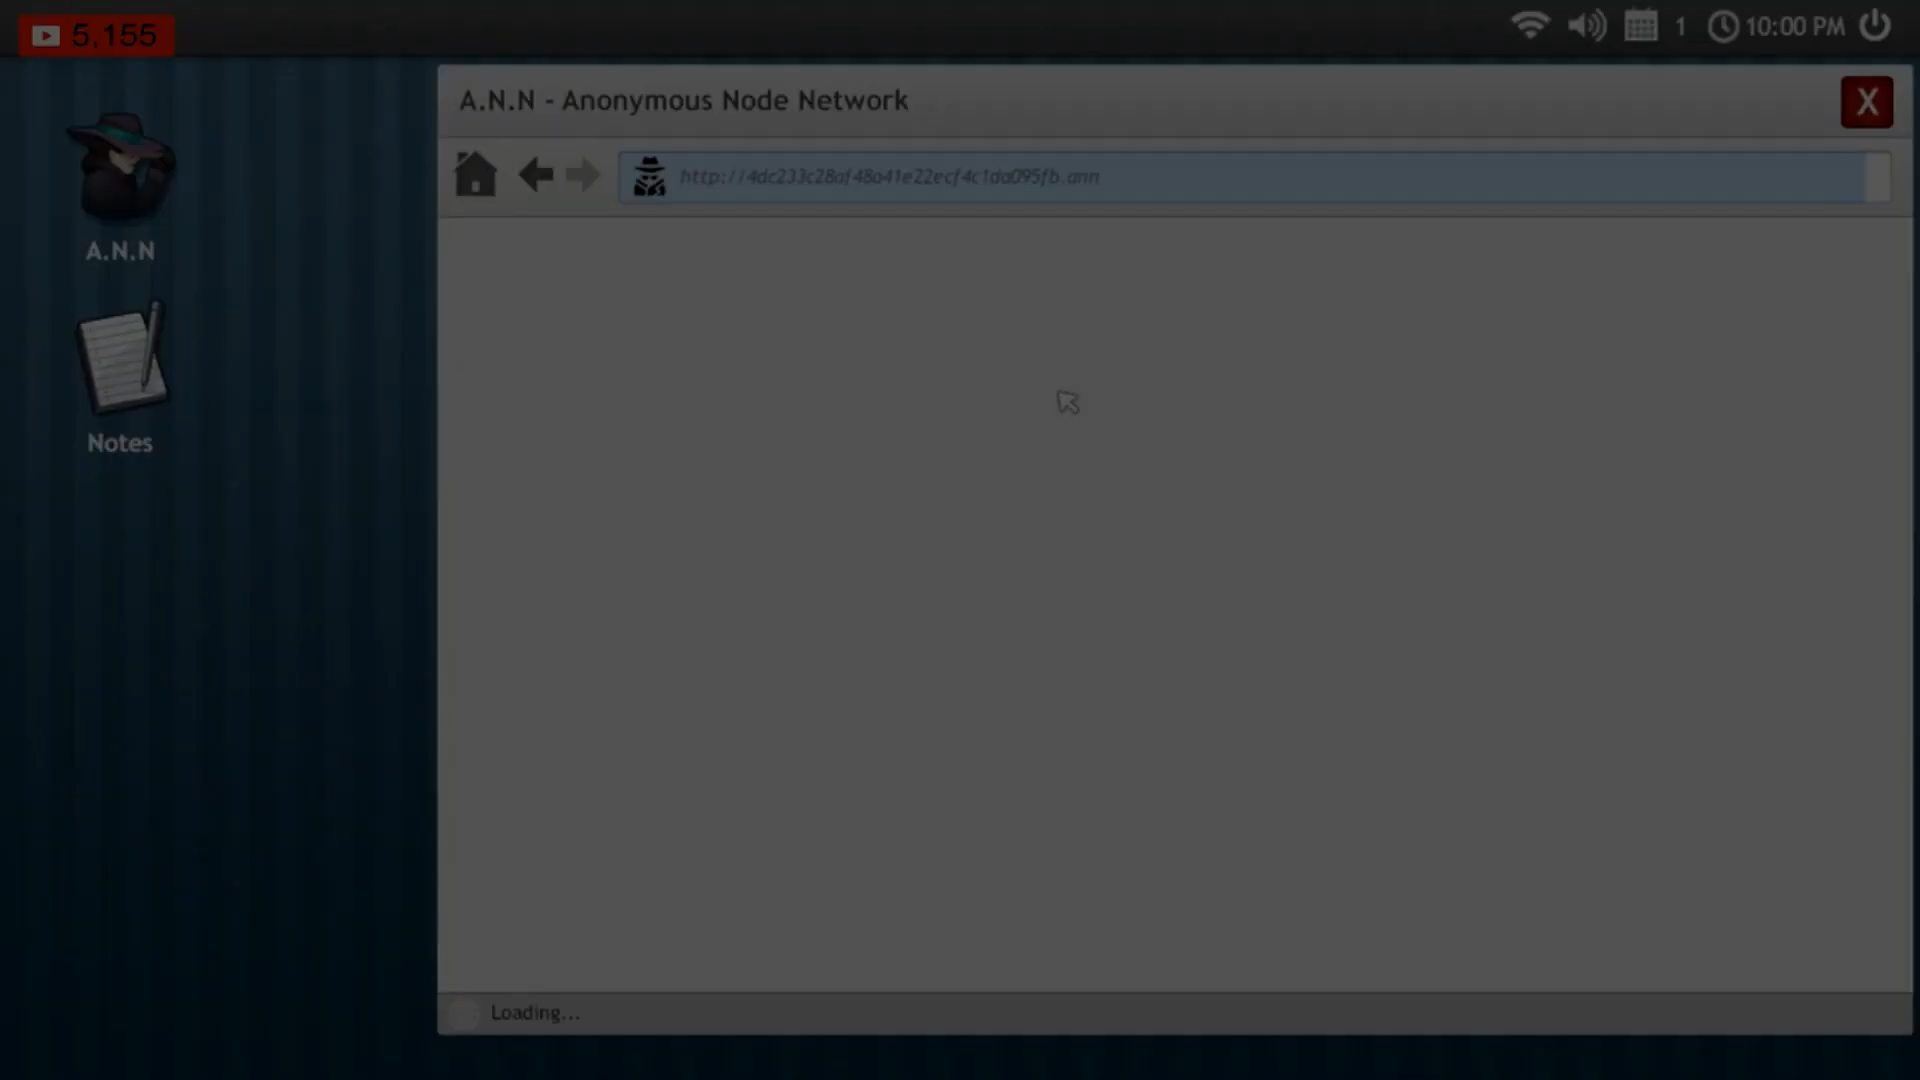 5,155
1 10:00 PM
A.N.N - Anonymous Node Network
X
http://4dc233c28af48a41e22ecf4c1da095fb.ann
A.N.N
Notes
Loading...